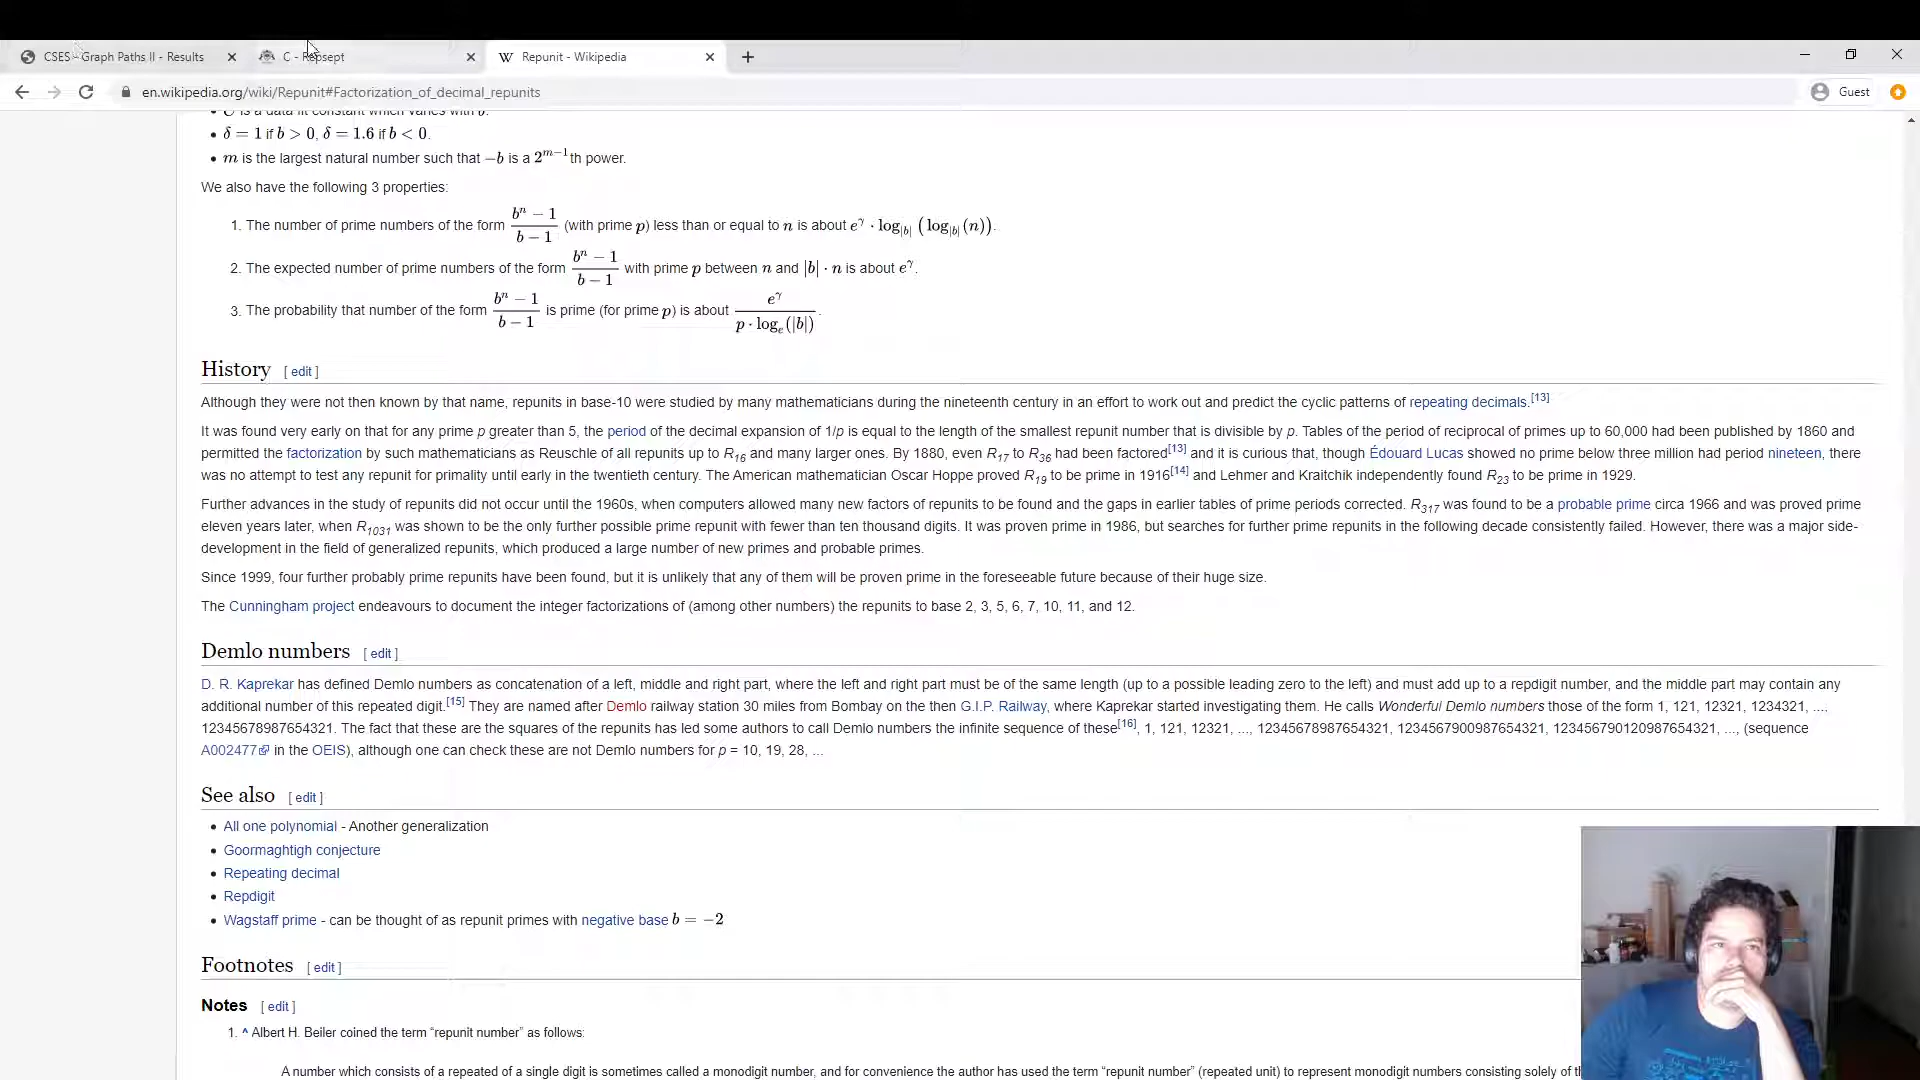 CSES - Graph Paths II - Results
C - Repsept
Repunit - Wikipedia
en.wikipedia.org/wiki/Repunit#Factorization_of_decimal_repunits
Guest
• C is a data fit constant which varies with b.
• δ = 1 if b > 0, δ = 1.6 if b < 0.
• m is the largest natural number such that −b is a 2^{m−1}th power.
We also have the following 3 properties:
1. The number of prime numbers of the form (b^n − 1)/(b − 1) (with prime p) less than or equal to n is about e^γ · log_{|b|}(log_{|b|}(n)).
2. The expected number of prime numbers of the form (b^n − 1)/(b − 1) with prime p between n and |b| · n is about e^γ.
3. The probability that number of the form (b^n − 1)/(b − 1) is prime (for prime p) is about e^γ/(p · log_e(|b|)).
History [ edit ]
Although they were not then known by that name, repunits in base-10 were studied by many mathematicians during the nineteenth century in an effort to work out and predict the cyclic patterns of repeating decimals.[13]
It was found very early on that for any prime p greater than 5, the period of the decimal expansion of 1/p is equal to the length of the smallest repunit number that is divisible by p. Tables of the period of reciprocal of primes up to 60,000 had been published by 1860 and
permitted the factorization by such mathematicians as Reuschle of all repunits up to R16 and many larger ones. By 1880, even R17 to R36 had been factored[13] and it is curious that, though Édouard Lucas showed no prime below three million had period nineteen, there
was no attempt to test any repunit for primality until early in the twentieth century. The American mathematician Oscar Hoppe proved R19 to be prime in 1916[14] and Lehmer and Kraitchik independently found R23 to be prime in 1929.
Further advances in the study of repunits did not occur until the 1960s, when computers allowed many new factors of repunits to be found and the gaps in earlier tables of prime periods corrected. R317 was found to be a probable prime circa 1966 and was proved prime
eleven years later, when R1031 was shown to be the only further possible prime repunit with fewer than ten thousand digits. It was proven prime in 1986, but searches for further prime repunits in the following decade consistently failed. However, there was a major side-
development in the field of generalized repunits, which produced a large number of new primes and probable primes.
Since 1999, four further probably prime repunits have been found, but it is unlikely that any of them will be proven prime in the foreseeable future because of their huge size.
The Cunningham project endeavours to document the integer factorizations of (among other numbers) the repunits to base 2, 3, 5, 6, 7, 10, 11, and 12.
Demlo numbers [ edit ]
D. R. Kaprekar has defined Demlo numbers as concatenation of a left, middle and right part, where the left and right part must be of the same length (up to a possible leading zero to the left) and must add up to a repdigit number, and the middle part may contain any
additional number of this repeated digit.[15] They are named after Demlo railway station 30 miles from Bombay on the then G.I.P. Railway, where Kaprekar started investigating them. He calls Wonderful Demlo numbers those of the form 1, 121, 12321, 1234321, ...,
12345678987654321. The fact that these are the squares of the repunits has led some authors to call Demlo numbers the infinite sequence of these[16], 1, 121, 12321, ..., 12345678987654321, 1234567900987654321, 123456790120987654321, ..., (sequence
A002477 in the OEIS), although one can check these are not Demlo numbers for p = 10, 19, 28, ...
See also [ edit ]
• All one polynomial - Another generalization
• Goormaghtigh conjecture
• Repeating decimal
• Repdigit
• Wagstaff prime - can be thought of as repunit primes with negative base b = −2
Footnotes [ edit ]
Notes [ edit ]
1. ^ Albert H. Beiler coined the term “repunit number” as follows:
A number which consists of a repeated of a single digit is sometimes called a monodigit number, and for convenience the author has used the term “repunit number” (repeated unit) to represent monodigit numbers consisting solely of